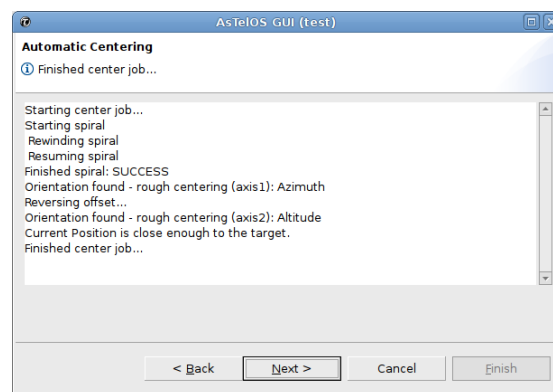 AsTelOS GUI (test)
Automatic Centering
Finished center job...
Starting center job...
Starting spiral
Rewinding spiral
Resuming spiral
Finished spiral: SUCCESS
Orientation found - rough centering (axis1): Azimuth
Reversing offset...
Orientation found - rough centering (axis2): Altitude
Current Position is close enough to the target.
Finished center job...
< Back Next > Cancel Finish